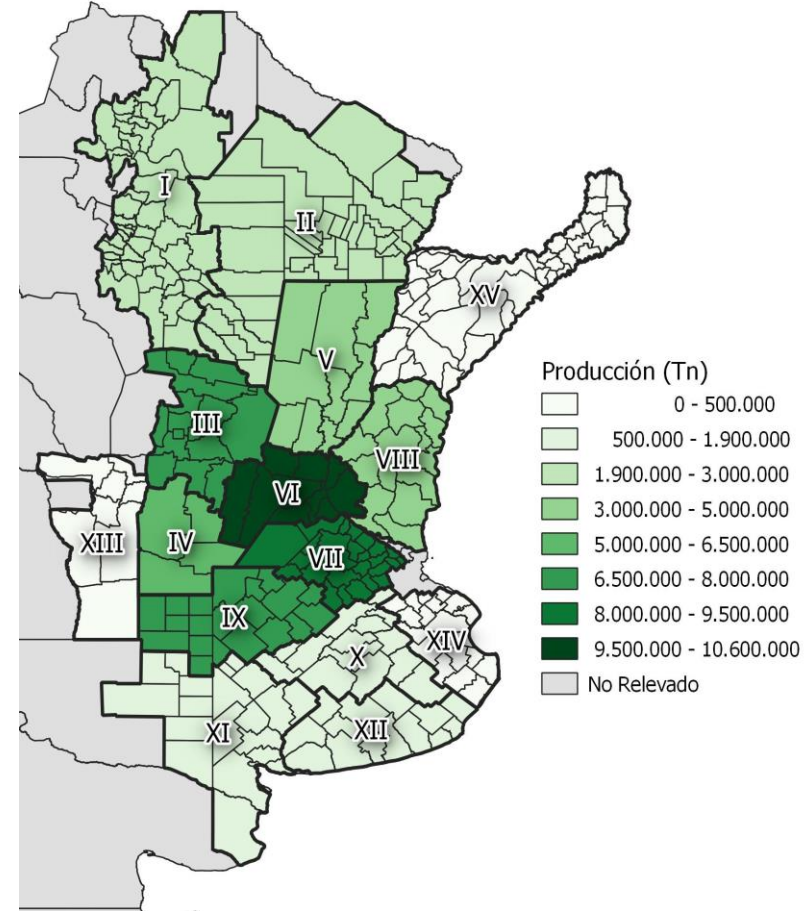 I
II
XV
V
III
VIII
VI
XIII
IV
VII
IX
XIV
X
XI
XII
Producción (Tn)
0 - 500.000
500.000 - 1.900.000
1.900.000 - 3.000.000
3.000.000 - 5.000.000
5.000.000 - 6.500.000
6.500.000 - 8.000.000
8.000.000 - 9.500.000
9.500.000 - 10.600.000
No Relevado